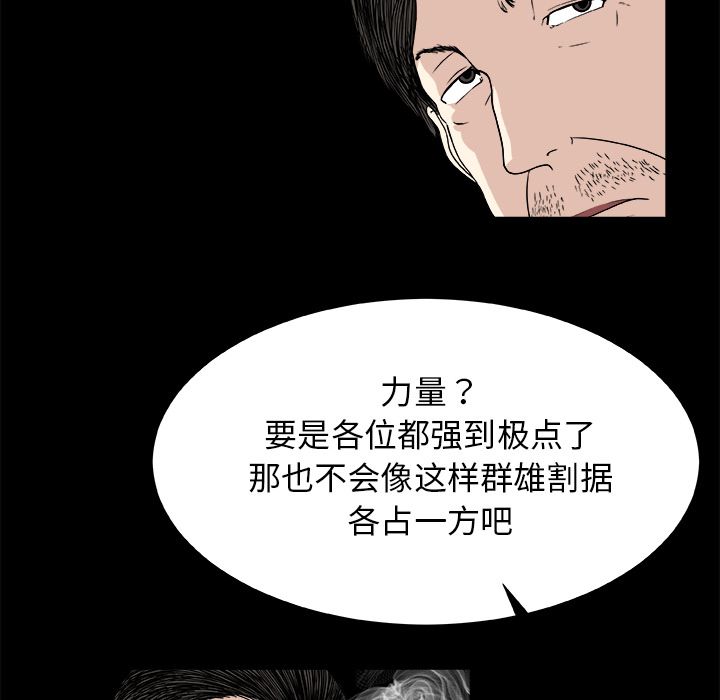 力量？
要是各位都强到极点了
那也不会像这样群雄割据
各占一方吧